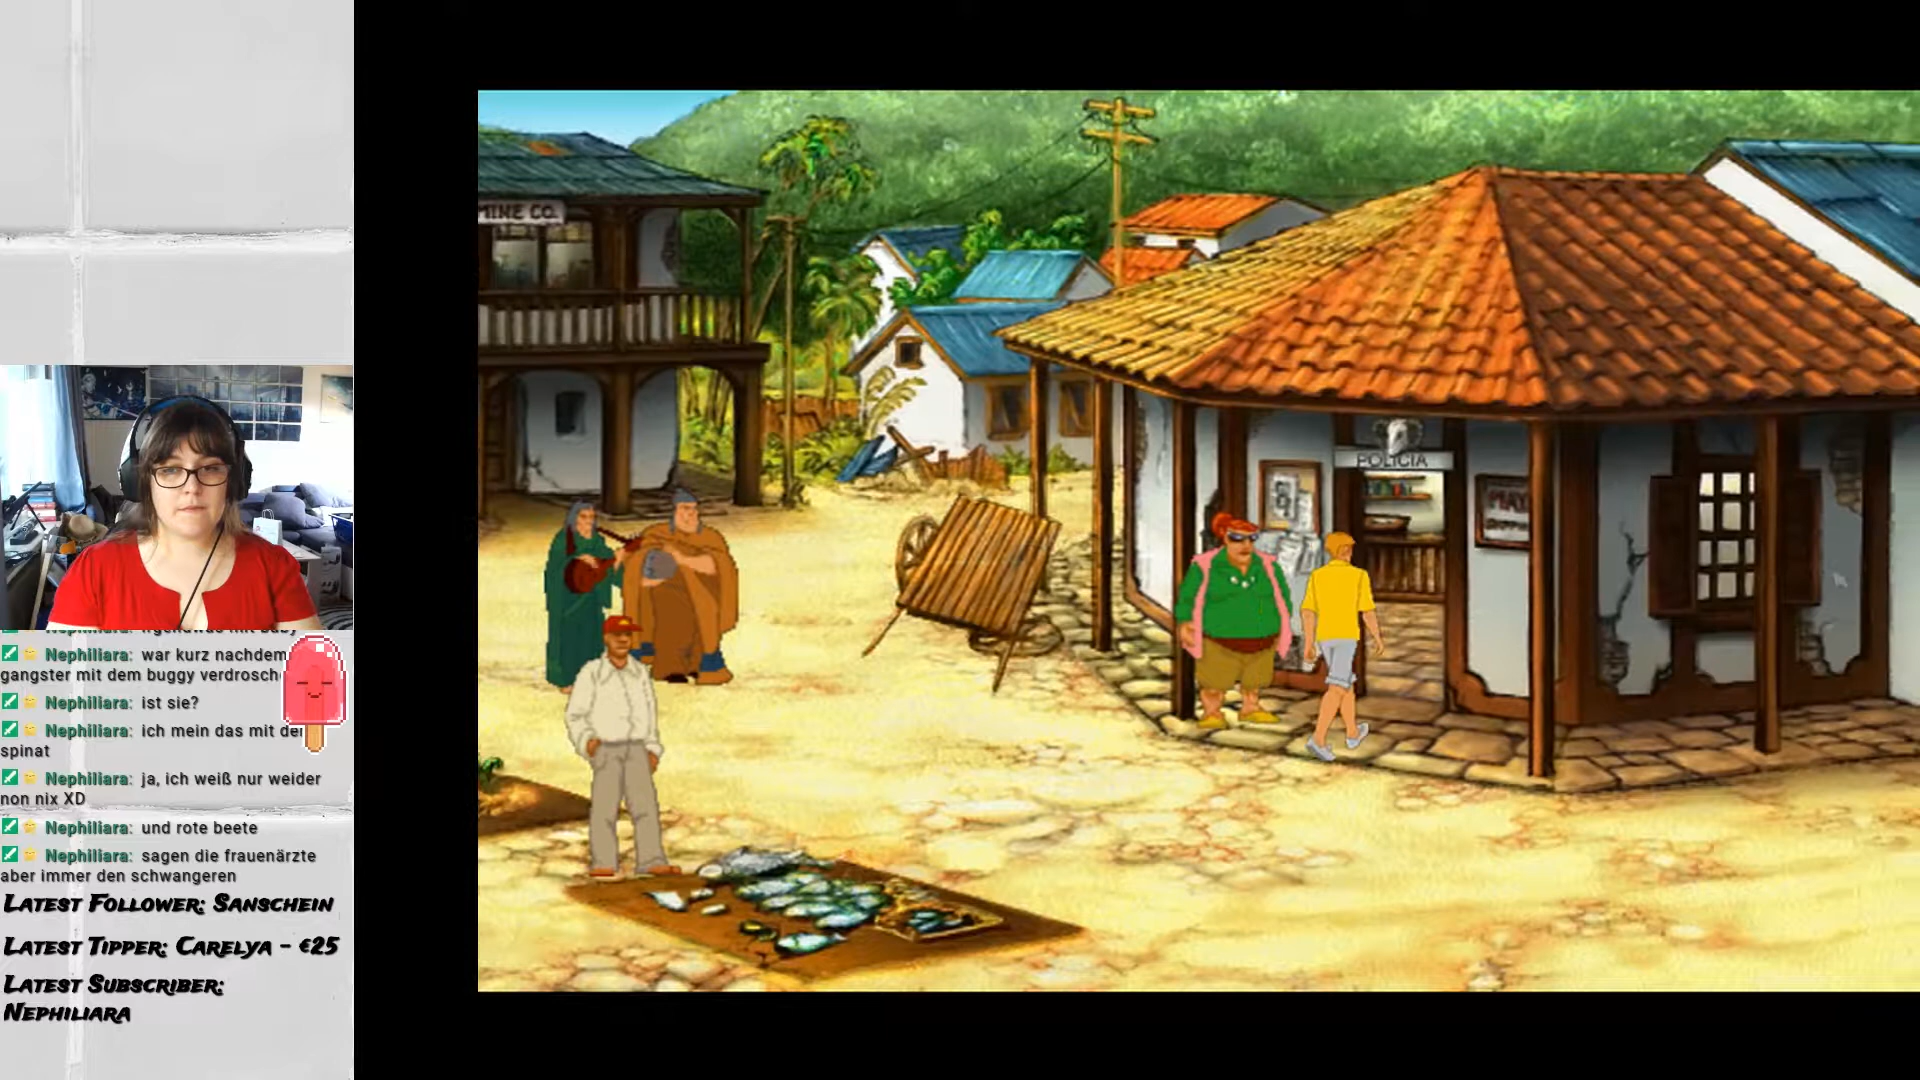 MINE CO.
POLICIA
Nephiliara: war kurz nachdem
gangster mit dem buggy verdrosche
Nephiliara: ist sie?
Nephiliara: ich mein das mit de
spinat
Nephiliara: ja, ich weiß nur weider
non nix XD
Nephiliara: und rote beete
Nephiliara: sagen die frauenärzte
aber immer den schwangeren
Latest Follower: Sanschein
Latest Tipper: Carelya - €25
Latest Subscriber:
Nephiliara